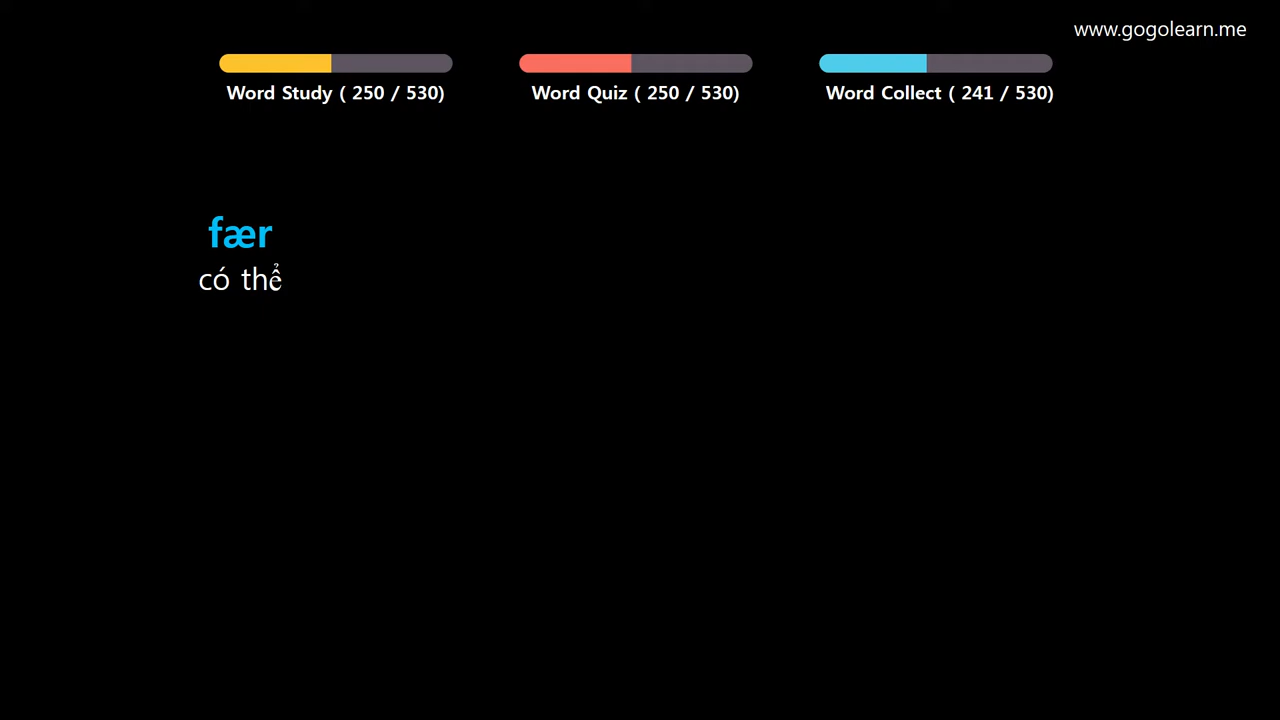 www.gogolearn.me
Word Study ( 250 / 530)
Word Quiz ( 250 / 530)
Word Collect ( 241 / 530)
fær
có thể